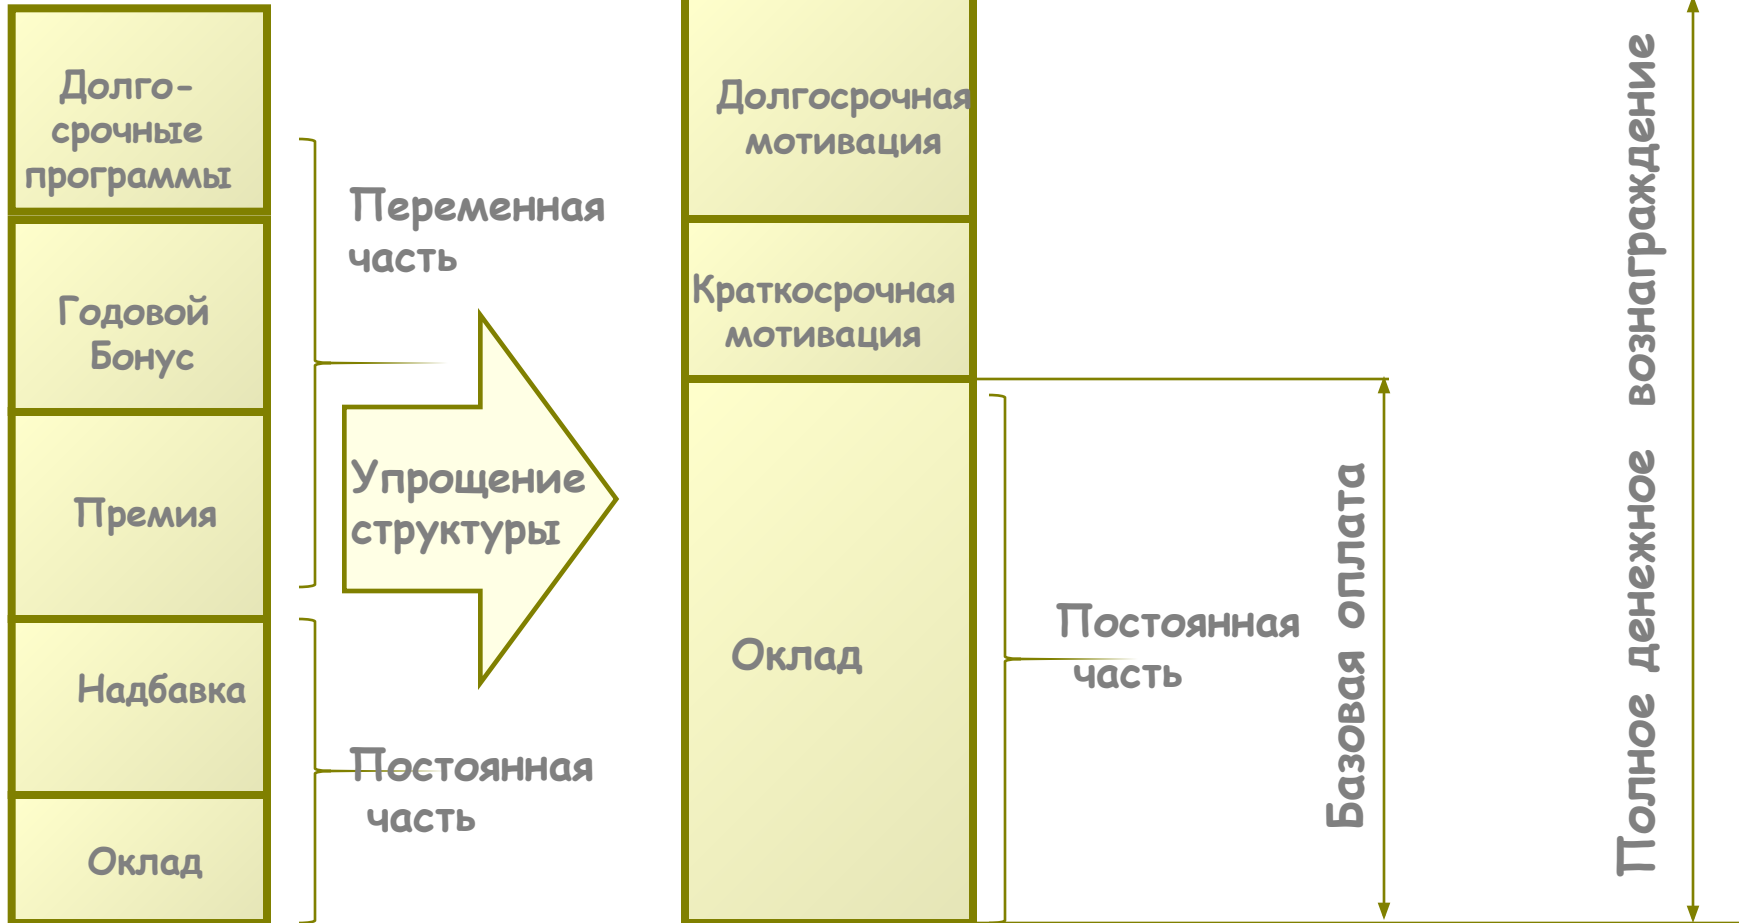 Долго-
срочные
программы
Годовой
Бонус
Премия
Надбавка
Оклад
Переменная
часть
Упрощение
структуры
Постоянная
часть
Долгосрочная
мотивация
Краткосрочная
мотивация
Оклад
Постоянная
часть
Базовая оплата
Полное денежное вознаграждение